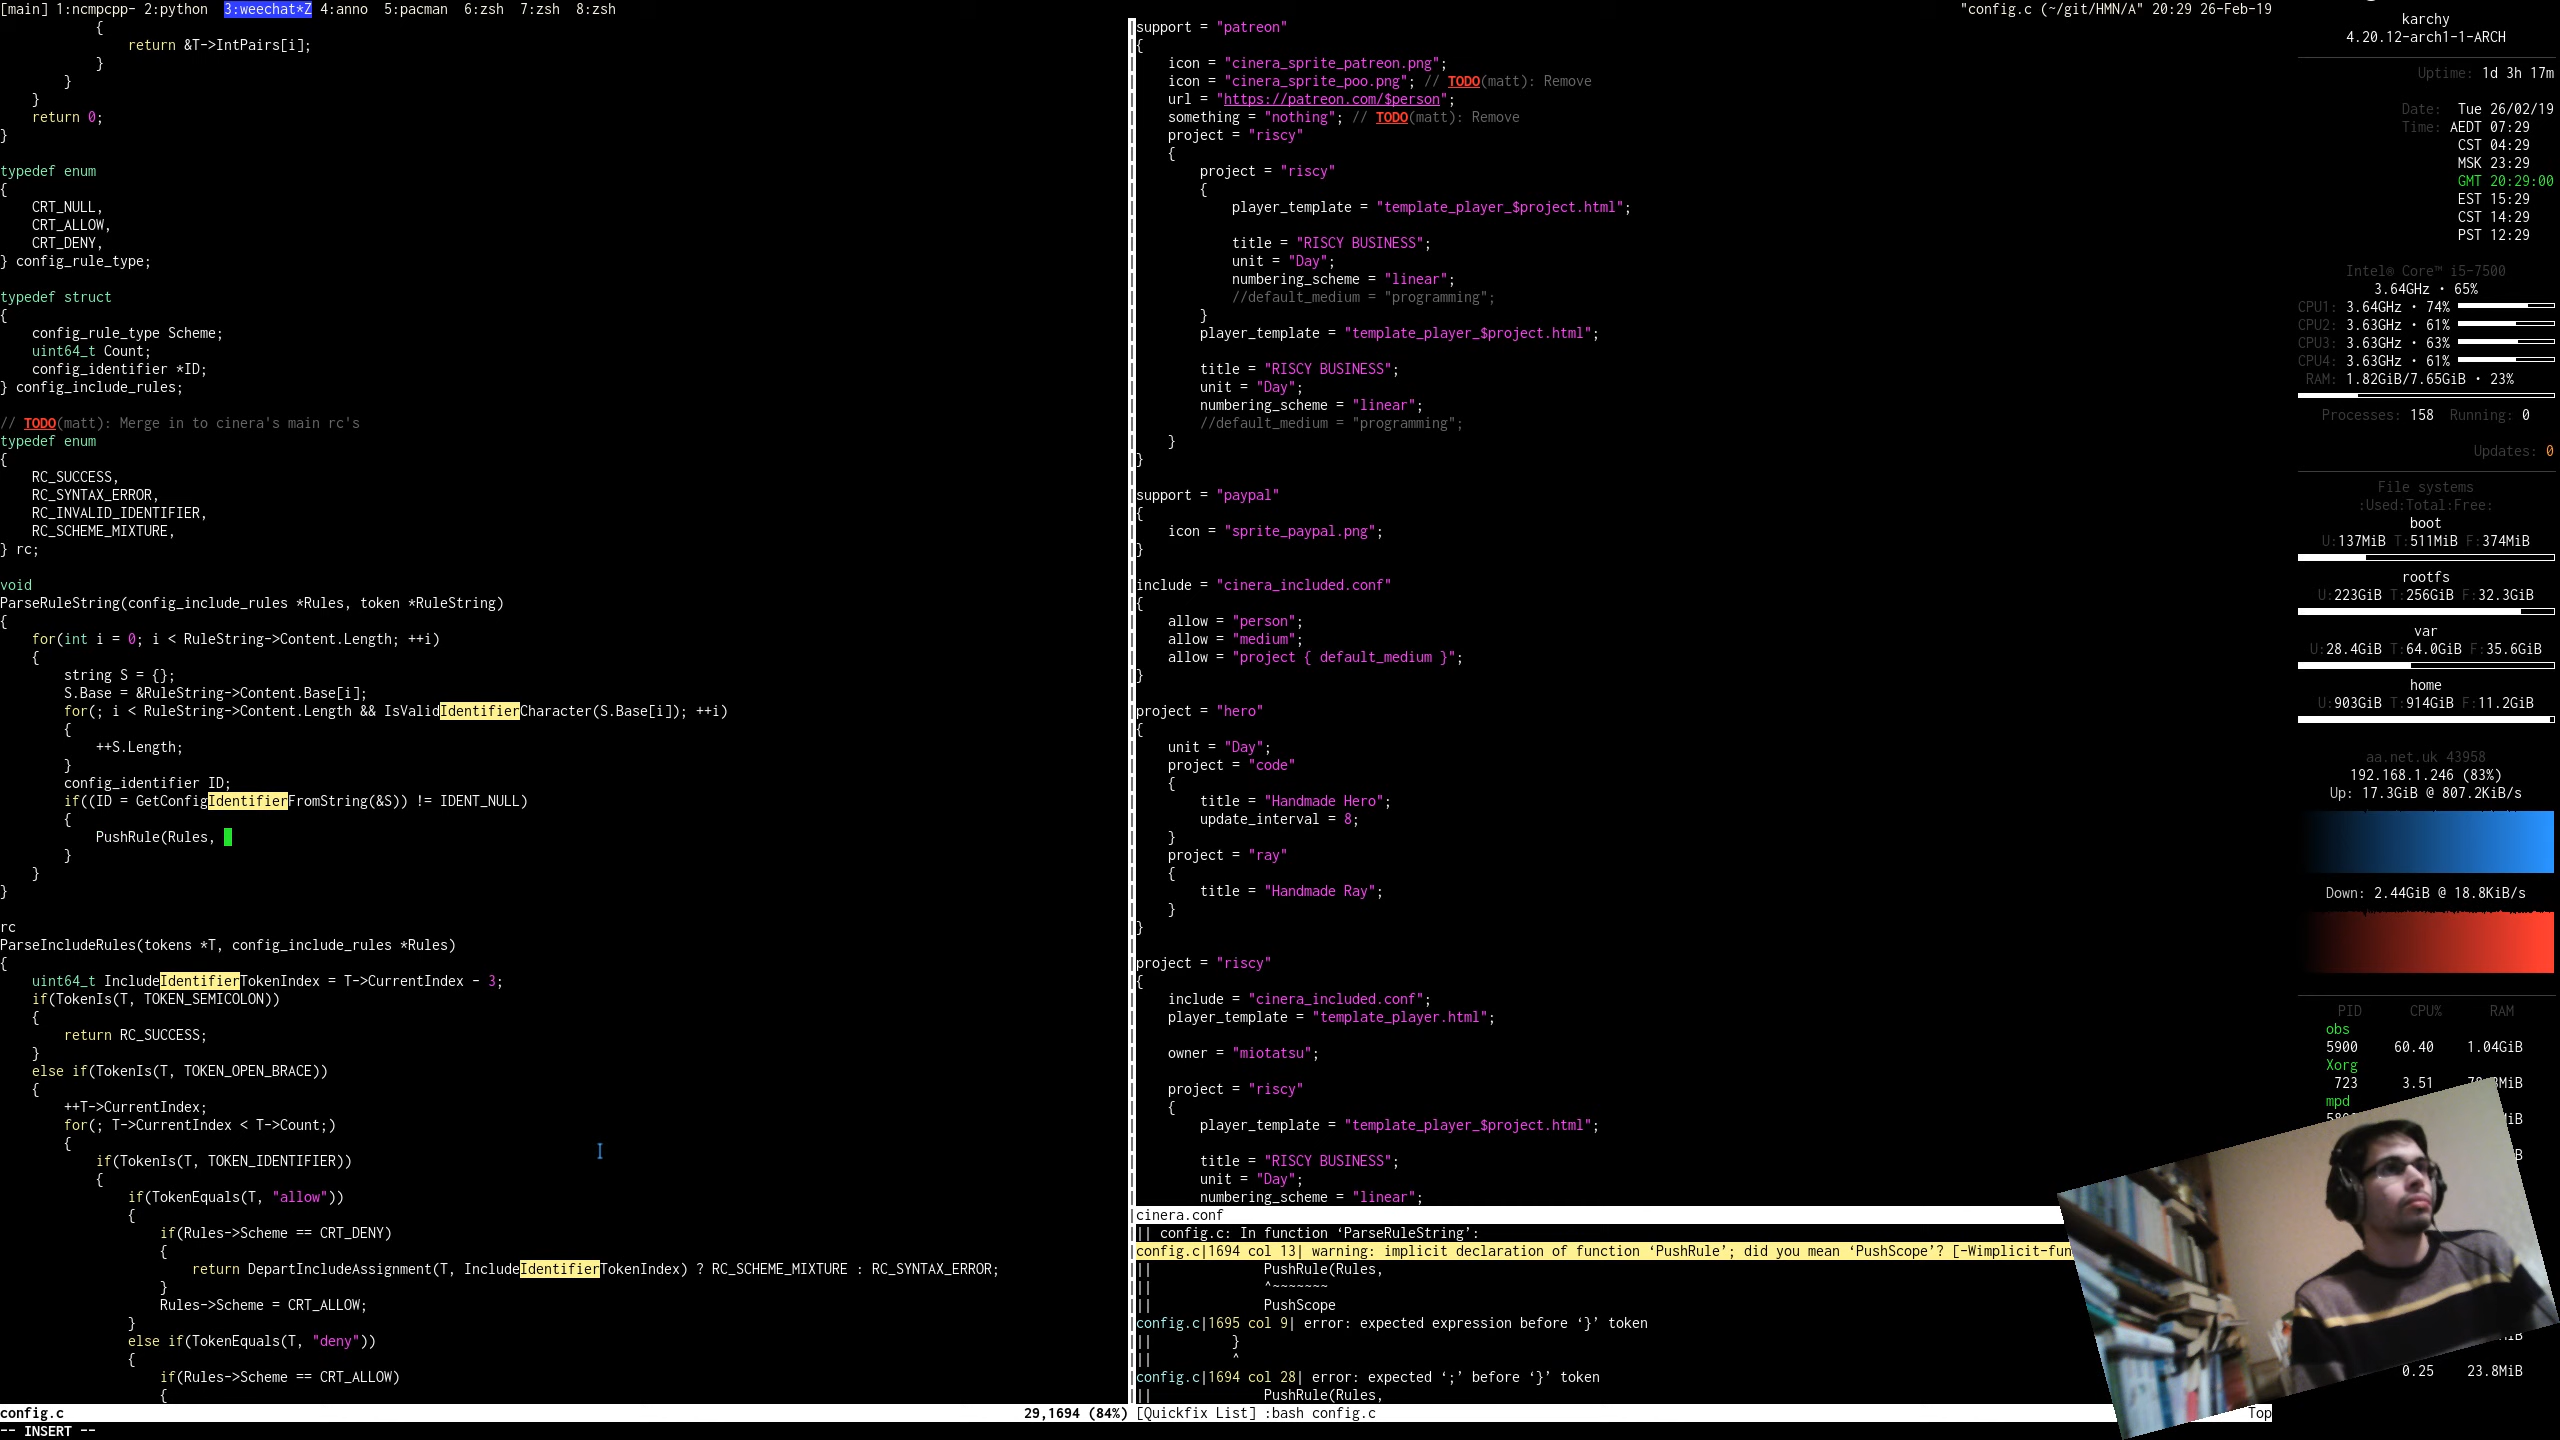 [main] 1:ncmpcpp- 2:python  3:weechat*Z 4:anno  5:pacman  6:zsh  7:zsh  8:zsh
"config.c (~/git/HMN/A" 20:29 26-Feb-19
{
return &T->IntPairs[i];
}
}
}
return 0;
}
typedef enum
{
CRT_NULL,
CRT_ALLOW,
CRT_DENY,
} config_rule_type;
typedef struct
{
config_rule_type Scheme;
uint64_t Count;
config_identifier *ID;
} config_include_rules;
// TODO(matt): Merge in to cinera's main rc's
typedef enum
{
RC_SUCCESS,
RC_SYNTAX_ERROR,
RC_INVALID_IDENTIFIER,
RC_SCHEME_MIXTURE,
} rc;
void
ParseRuleString(config_include_rules *Rules, token *RuleString)
{
for(int i = 0; i < RuleString->Content.Length; ++i)
{
string S = {};
S.Base = &RuleString->Content.Base[i];
for(; i < RuleString->Content.Length && IsValidIdentifierCharacter(S.Base[i]); ++i)
{
++S.Length;
}
config_identifier ID;
if((ID = GetConfigIdentifierFromString(&S)) != IDENT_NULL)
{
PushRule(Rules,
}
}
}
rc
ParseIncludeRules(tokens *T, config_include_rules *Rules)
{
uint64_t IncludeIdentifierTokenIndex = T->CurrentIndex - 3;
if(TokenIs(T, TOKEN_SEMICOLON))
{
return RC_SUCCESS;
}
else if(TokenIs(T, TOKEN_OPEN_BRACE))
{
++T->CurrentIndex;
for(; T->CurrentIndex < T->Count;)
{
if(TokenIs(T, TOKEN_IDENTIFIER))
{
if(TokenEquals(T, "allow"))
{
if(Rules->Scheme == CRT_DENY)
{
return DepartIncludeAssignment(T, IncludeIdentifierTokenIndex) ? RC_SCHEME_MIXTURE : RC_SYNTAX_ERROR;
}
Rules->Scheme = CRT_ALLOW;
}
else if(TokenEquals(T, "deny"))
{
if(Rules->Scheme == CRT_ALLOW)
{
config.c 29,1694 (84%)
-- INSERT --
support = "patreon"
{
icon = "cinera_sprite_patreon.png";
icon = "cinera_sprite_poo.png"; // TODO(matt): Remove
url = "https://patreon.com/$person";
something = "nothing"; // TODO(matt): Remove
project = "riscy"
{
project = "riscy"
{
player_template = "template_player_$project.html";
title = "RISCY BUSINESS";
unit = "Day";
numbering_scheme = "linear";
//default_medium = "programming";
}
player_template = "template_player_$project.html";
title = "RISCY BUSINESS";
unit = "Day";
numbering_scheme = "linear";
//default_medium = "programming";
}
}
support = "paypal"
{
icon = "sprite_paypal.png";
}
include = "cinera_included.conf"
{
allow = "person";
allow = "medium";
allow = "project { default_medium }";
}
project = "hero"
{
unit = "Day";
project = "code"
{
title = "Handmade Hero";
update_interval = 8;
}
project = "ray"
{
title = "Handmade Ray";
}
}
project = "riscy"
{
include = "cinera_included.conf";
player_template = "template_player.html";
owner = "miotatsu";
project = "riscy"
{
player_template = "template_player_$project.html";
title = "RISCY BUSINESS";
unit = "Day";
numbering_scheme = "linear";
cinera.conf
|| config.c: In function ‘ParseRuleString’:
config.c|1694 col 13| warning: implicit declaration of function ‘PushRule’; did you mean ‘PushScope’? [-Wimplicit-fun
|| PushRule(Rules,
|| ^~~~~~~~
|| PushScope
config.c|1695 col 9| error: expected expression before ‘}’ token
|| }
|| ^
config.c|1694 col 28| error: expected ‘;’ before ‘}’ token
|| PushRule(Rules,
[Quickfix List] :bash config.c Top
karchy
4.20.12-arch1-1-ARCH
Uptime: 1d 3h 17m
Date: Tue 26/02/19
Time: AEDT 07:29
CST 04:29
MSK 23:29
GMT 20:29:00
EST 15:29
CST 14:29
PST 12:29
Intel® Core™ i5-7500
3.64GHz · 65%
CPU1: 3.64GHz · 74%
CPU2: 3.63GHz · 61%
CPU3: 3.63GHz · 63%
CPU4: 3.63GHz · 61%
RAM: 1.82GiB/7.65GiB · 23%
Processes: 158 Running: 0
Updates: 0
File systems
:Used:Total:Free:
boot
U:137MiB T:511MiB F:374MiB
rootfs
U:223GiB T:256GiB F:32.3GiB
var
U:28.4GiB T:64.0GiB F:35.6GiB
home
U:903GiB T:914GiB F:11.2GiB
aa.net.uk 43958
192.168.1.246 (83%)
Up: 17.3GiB @ 807.2KiB/s
Down: 2.44GiB @ 18.8KiB/s
PID CPU% RAM
obs
5900 60.40 1.04GiB
Xorg
723 3.51
mpd
0.25 23.8MiB